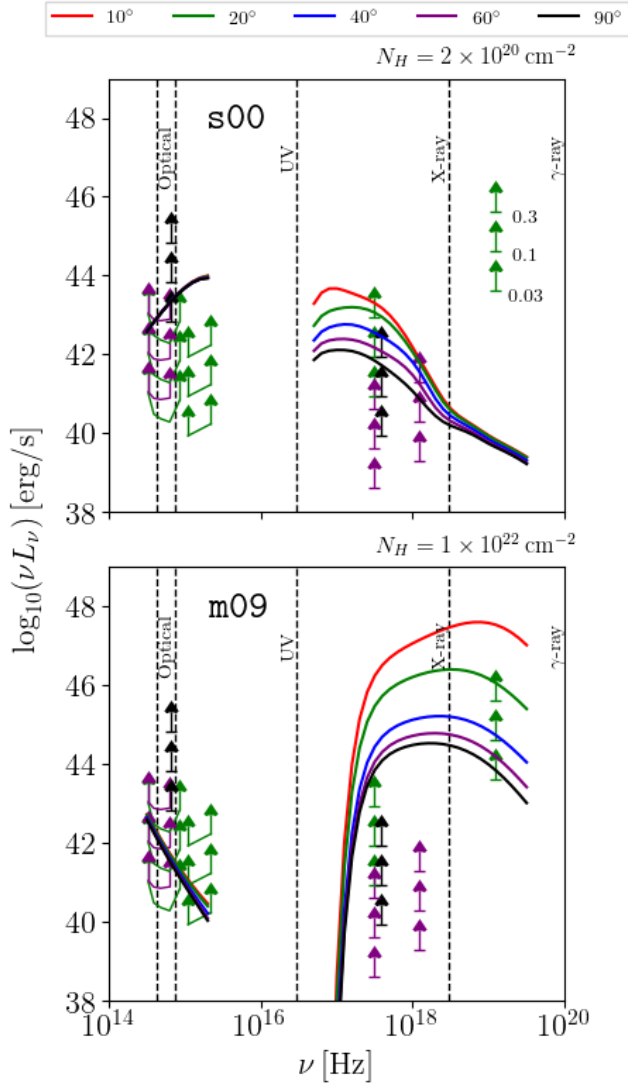 10° 20° 40° 60° 90°
N_H = 2 × 10^20 cm^−2
s00
Optical
UV
X-ray
γ-ray
0.3
0.1
0.03
48
46
44
42
40
38
log_10(νL_ν) [erg/s]
N_H = 1 × 10^22 cm^−2
m09
Optical
UV
X-ray
γ-ray
48
46
44
42
40
38
10^14 10^16 10^18 10^20
ν [Hz]